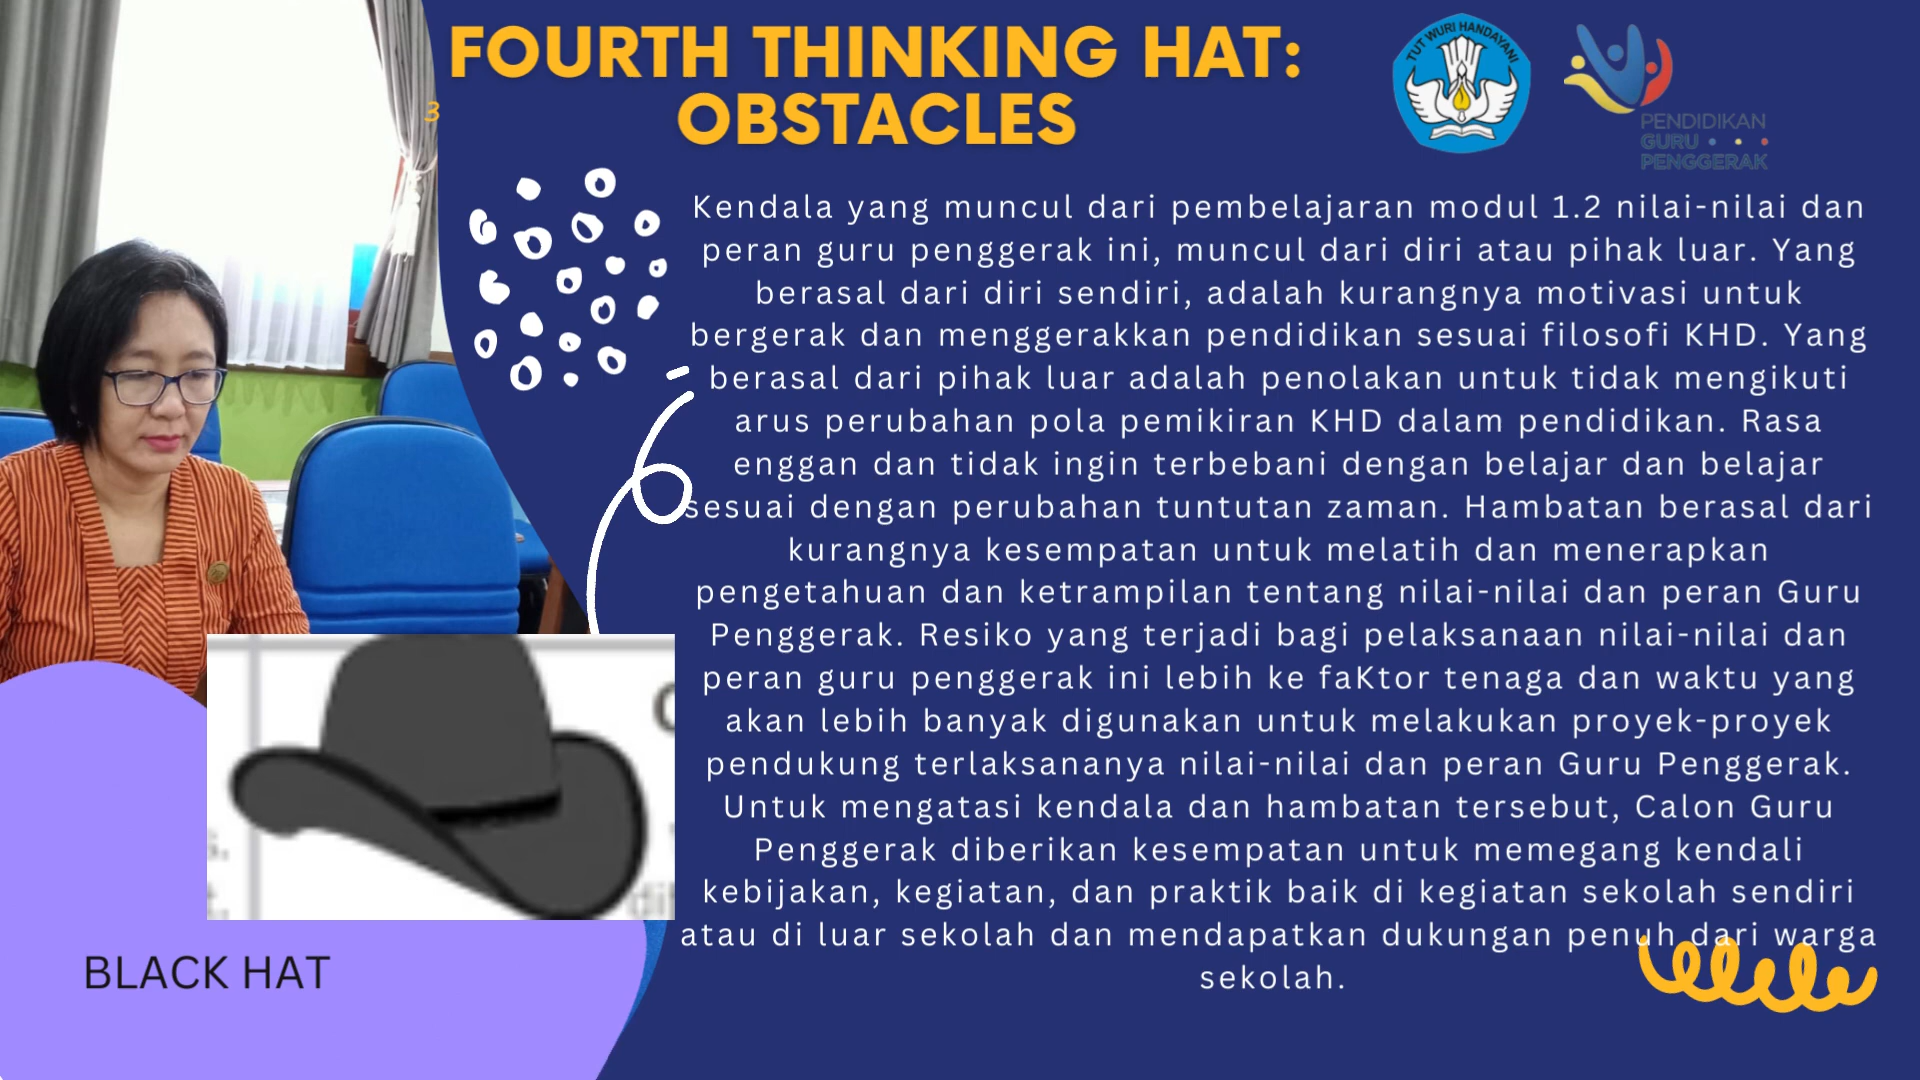 FOURTH THINKING HAT:
OBSTACLES
3
TUT WURI HANDAYANI
PENDIDIKAN
GURU
PENGGERAK
Kendala yang muncul dari pembelajaran modul 1.2 nilai-nilai dan
peran guru penggerak ini, muncul dari diri atau pihak luar. Yang
berasal dari diri sendiri, adalah kurangnya motivasi untuk
bergerak dan menggerakkan pendidikan sesuai filosofi KHD. Yang
berasal dari pihak luar adalah penolakan untuk tidak mengikuti
arus perubahan pola pemikiran KHD dalam pendidikan. Rasa
enggan dan tidak ingin terbebani dengan belajar dan belajar
sesuai dengan perubahan tuntutan zaman. Hambatan berasal dari
kurangnya kesempatan untuk melatih dan menerapkan
pengetahuan dan ketrampilan tentang nilai-nilai dan peran Guru
Penggerak. Resiko yang terjadi bagi pelaksanaan nilai-nilai dan
peran guru penggerak ini lebih ke faKtor tenaga dan waktu yang
akan lebih banyak digunakan untuk melakukan proyek-proyek
pendukung terlaksananya nilai-nilai dan peran Guru Penggerak.
Untuk mengatasi kendala dan hambatan tersebut, Calon Guru
Penggerak diberikan kesempatan untuk memegang kendali
kebijakan, kegiatan, dan praktik baik di kegiatan sekolah sendiri
atau di luar sekolah dan mendapatkan dukungan penuh dari warga
sekolah.
BLACK HAT